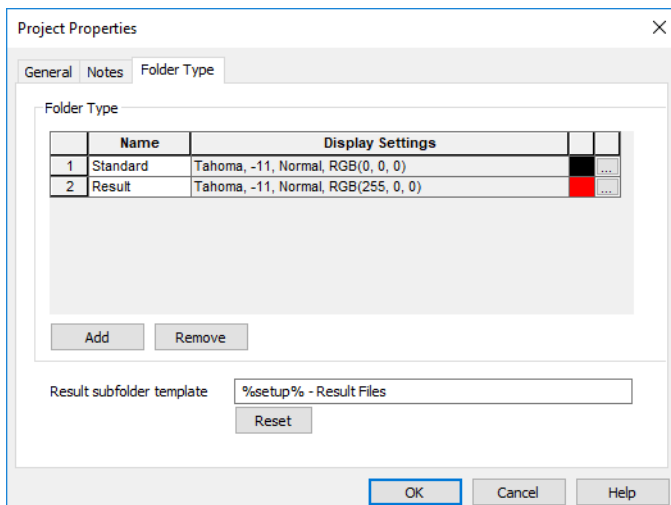 Project Properties
General Notes Folder Type
Folder Type
Name Display Settings
1 Standard Tahoma, -11, Normal, RGB(0, 0, 0) ...
2 Result Tahoma, -11, Normal, RGB(255, 0, 0) ...
Add Remove
Result subfolder template %setup% - Result Files
Reset
OK Cancel Help